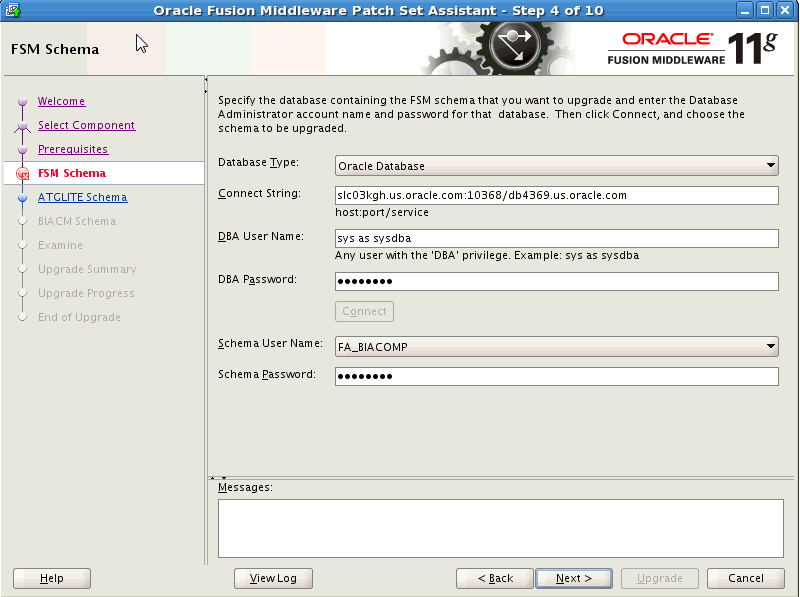 Oracle Fusion Middleware Patch Set Assistant - Step 4 of 10
FSM Schema
ORACLE
FUSION MIDDLEWARE
11g
Welcome
Select Component
Prerequisites
FSM Schema
ATGLITE Schema
BIACM Schema
Examine
Upgrade Summary
Upgrade Progress
End of Upgrade
Specify the database containing the FSM schema that you want to upgrade and enter the Database
Administrator account name and password for that database. Then click Connect, and choose the
schema to be upgraded.
Database Type: Oracle Database
Connect String: slc03kgh.us.oracle.com:10368/db4369.us.oracle.com
host:port/service
DBA User Name: sys as sysdba
Any user with the 'DBA' privilege. Example: sys as sysdba
DBA Password: ●●●●●●●●
Connect
Schema User Name: FA_BIACOMP
Schema Password: ●●●●●●●●
Messages:
Help View Log < Back Next > Upgrade Cancel